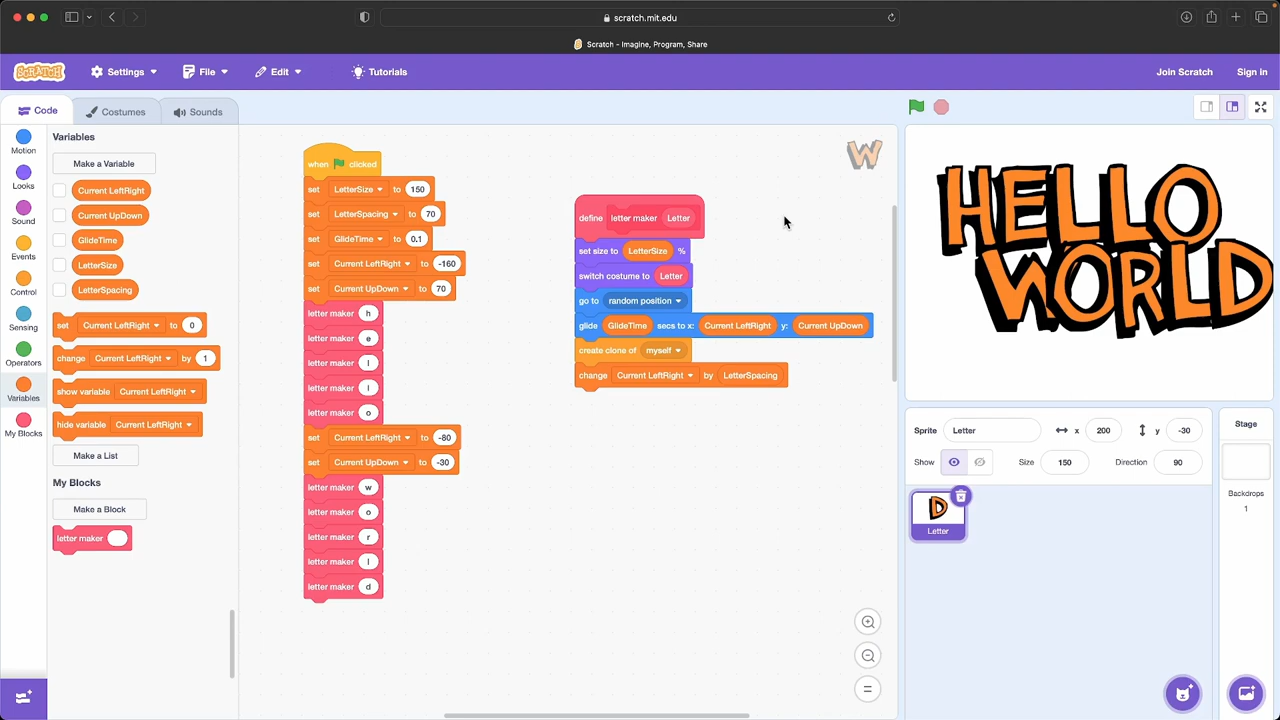 scratch.mit.edu
Scratch - Imagine, Program, Share
SCRATCH
Settings
File
Edit
Tutorials
Join Scratch
Sign in
Code
Costumes
Sounds
Motion
Looks
Sound
Events
Control
Sensing
Operators
Variables
My Blocks
Variables
Make a Variable
Current LeftRight
Current UpDown
GlideTime
LetterSize
LetterSpacing
set Current LeftRight to 0
change Current LeftRight by 1
show variable Current LeftRight
hide variable Current LeftRight
Make a List
My Blocks
Make a Block
letter maker
when clicked
set LetterSize to 150
set LetterSpacing to 70
set GlideTime to 0.1
set Current LeftRight to -160
set Current UpDown to 70
letter maker h
letter maker e
letter maker l
letter maker l
letter maker o
set Current LeftRight to -80
set Current UpDown to -30
letter maker w
letter maker o
letter maker r
letter maker l
letter maker d
define letter maker Letter
set size to LetterSize %
switch costume to Letter
go to random position
glide GlideTime secs to x: Current LeftRight y: Current UpDown
create clone of myself
change Current LeftRight by LetterSpacing
W
HELLO
WORLD
Sprite Letter x 200 y -30
Show Size 150 Direction 90
D
Letter
Stage
Backdrops
1